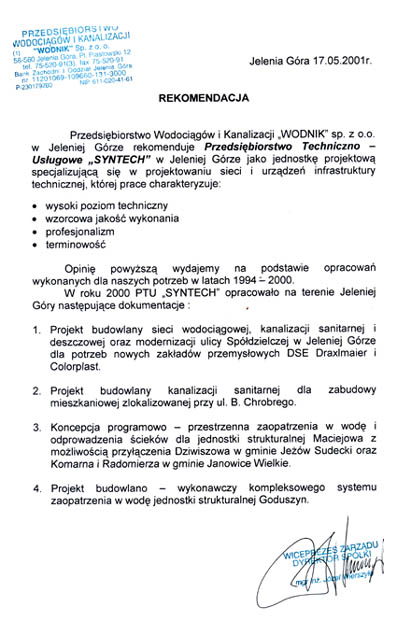 PRZEDSIĘBIORSTWO
WODOCIĄGÓW I KANALIZACJI
(1) "WODNIK" Sp. z o.o.
58-560 Jelenia Góra, Pl. Piastowski 12
tel. 75-520-91(3), fax 75-520-91
Bank Zachodni I Oddział Jelenia Góra
nr 11201069-109660-131-3000
P-230179280 NIP 611-020-41-61
Jelenia Góra 17.05.2001r.
REKOMENDACJA
Przedsiębiorstwo Wodociągów i Kanalizacji „WODNIK” sp. z o.o.
w Jeleniej Górze rekomenduje Przedsiębiorstwo Techniczno –
Usługowe „SYNTECH” w Jeleniej Górze jako jednostkę projektową
specjalizującą się w projektowaniu sieci i urządzeń infrastruktury
technicznej, której prace charakteryzuje:
• wysoki poziom techniczny
• wzorcowa jakość wykonania
• profesjonalizm
• terminowość
Opinię powyższą wydajemy na podstawie opracowań
wykonanych dla naszych potrzeb w latach 1994 – 2000.
W roku 2000 PTU „SYNTECH” opracowało na terenie Jeleniej
Góry następujące dokumentacje :
1. Projekt budowlany sieci wodociągowej, kanalizacji sanitarnej i
deszczowej oraz modernizacji ulicy Spółdzielczej w Jeleniej Górze
dla potrzeb nowych zakładów przemysłowych DSE Draxlmaier i
Colorplast.
2. Projekt budowlany kanalizacji sanitarnej dla zabudowy
mieszkaniowej zlokalizowanej przy ul. B. Chrobrego.
3. Koncepcja programowo – przestrzenna zaopatrzenia w wodę i
odprowadzenia ścieków dla jednostki strukturalnej Maciejowa z
możliwością przyłączenia Dziwiszowa w gminie Jeżów Sudecki oraz
Komarna i Radomierza w gminie Janowice Wielkie.
4. Projekt budowlano – wykonawczy kompleksowego systemu
zaopatrzenia w wodę jednostki strukturalnej Goduszyn.
WICEPREZES ZARZĄDU
DYREKTOR SPÓŁKI
mgr inż. Józef